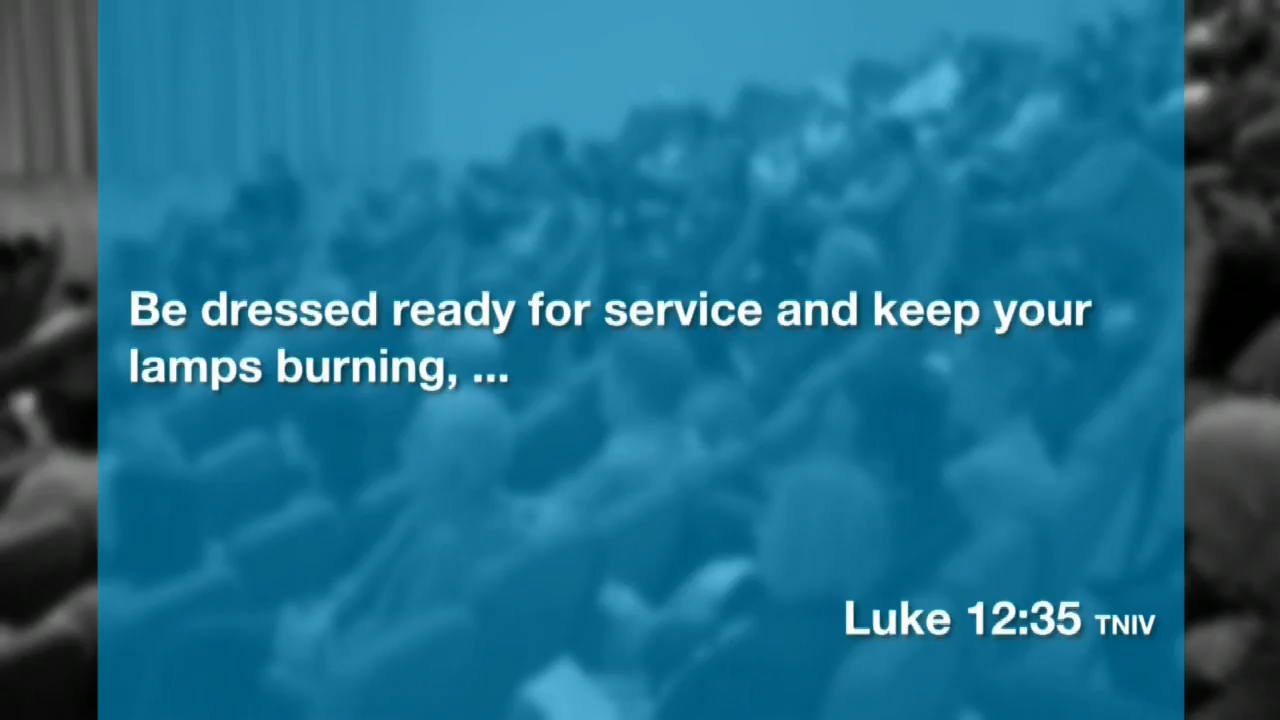 Be dressed ready for service and keep your
lamps burning, ...
Luke 12:35 TNIV